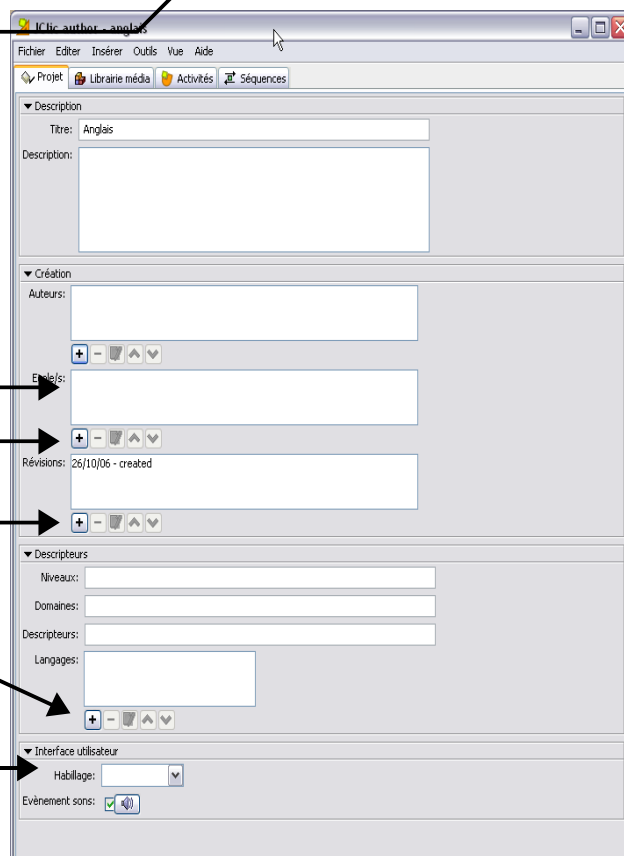 JClic author - anglais
Fichier Editer Insérer Outils Vue Aide
Projet Librairie média Activités Séquences
Description
Titre: Anglais
Description:
Création
Auteurs:
Ecole/s:
Révisions: 26/10/06 - created
Descripteurs
Niveaux:
Domaines:
Descripteurs:
Langages:
Interface utilisateur
Habillage:
Evènement sons: